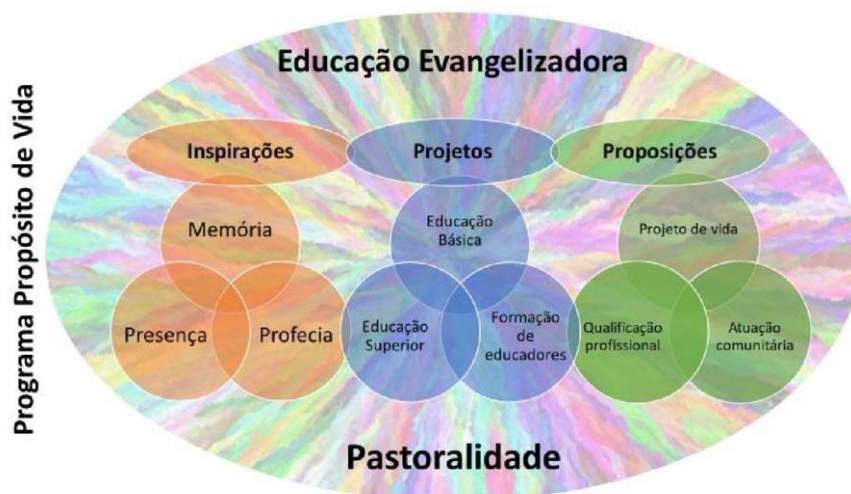 Programa Propósito de Vida
Educação Evangelizadora
Inspirações
Projetos
Proposições
Memória
Presença
Profecia
Educação
Básica
Educação
Superior
Formação
de
educadores
Projeto de vida
Qualificação
profissional
Atuação
comunitária
Pastoralidade